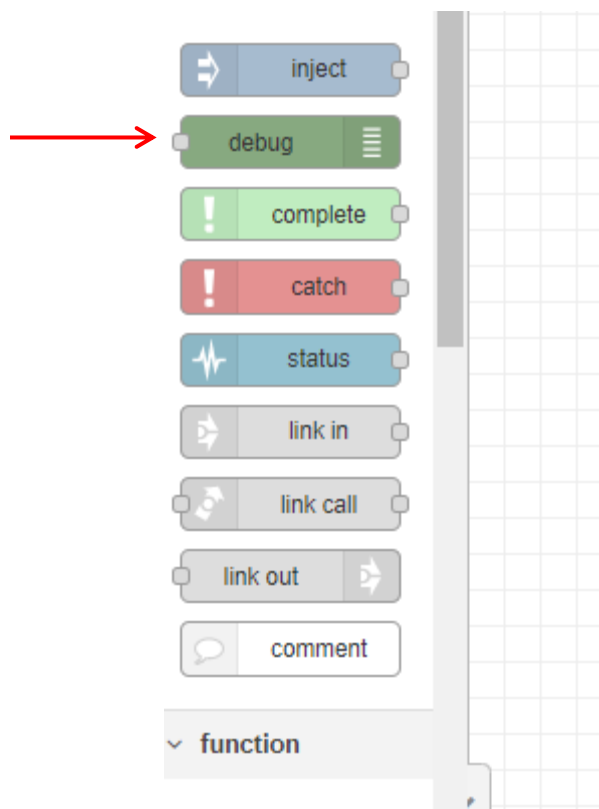 inject
debug
complete
catch
status
link in
link call
link out
comment
function